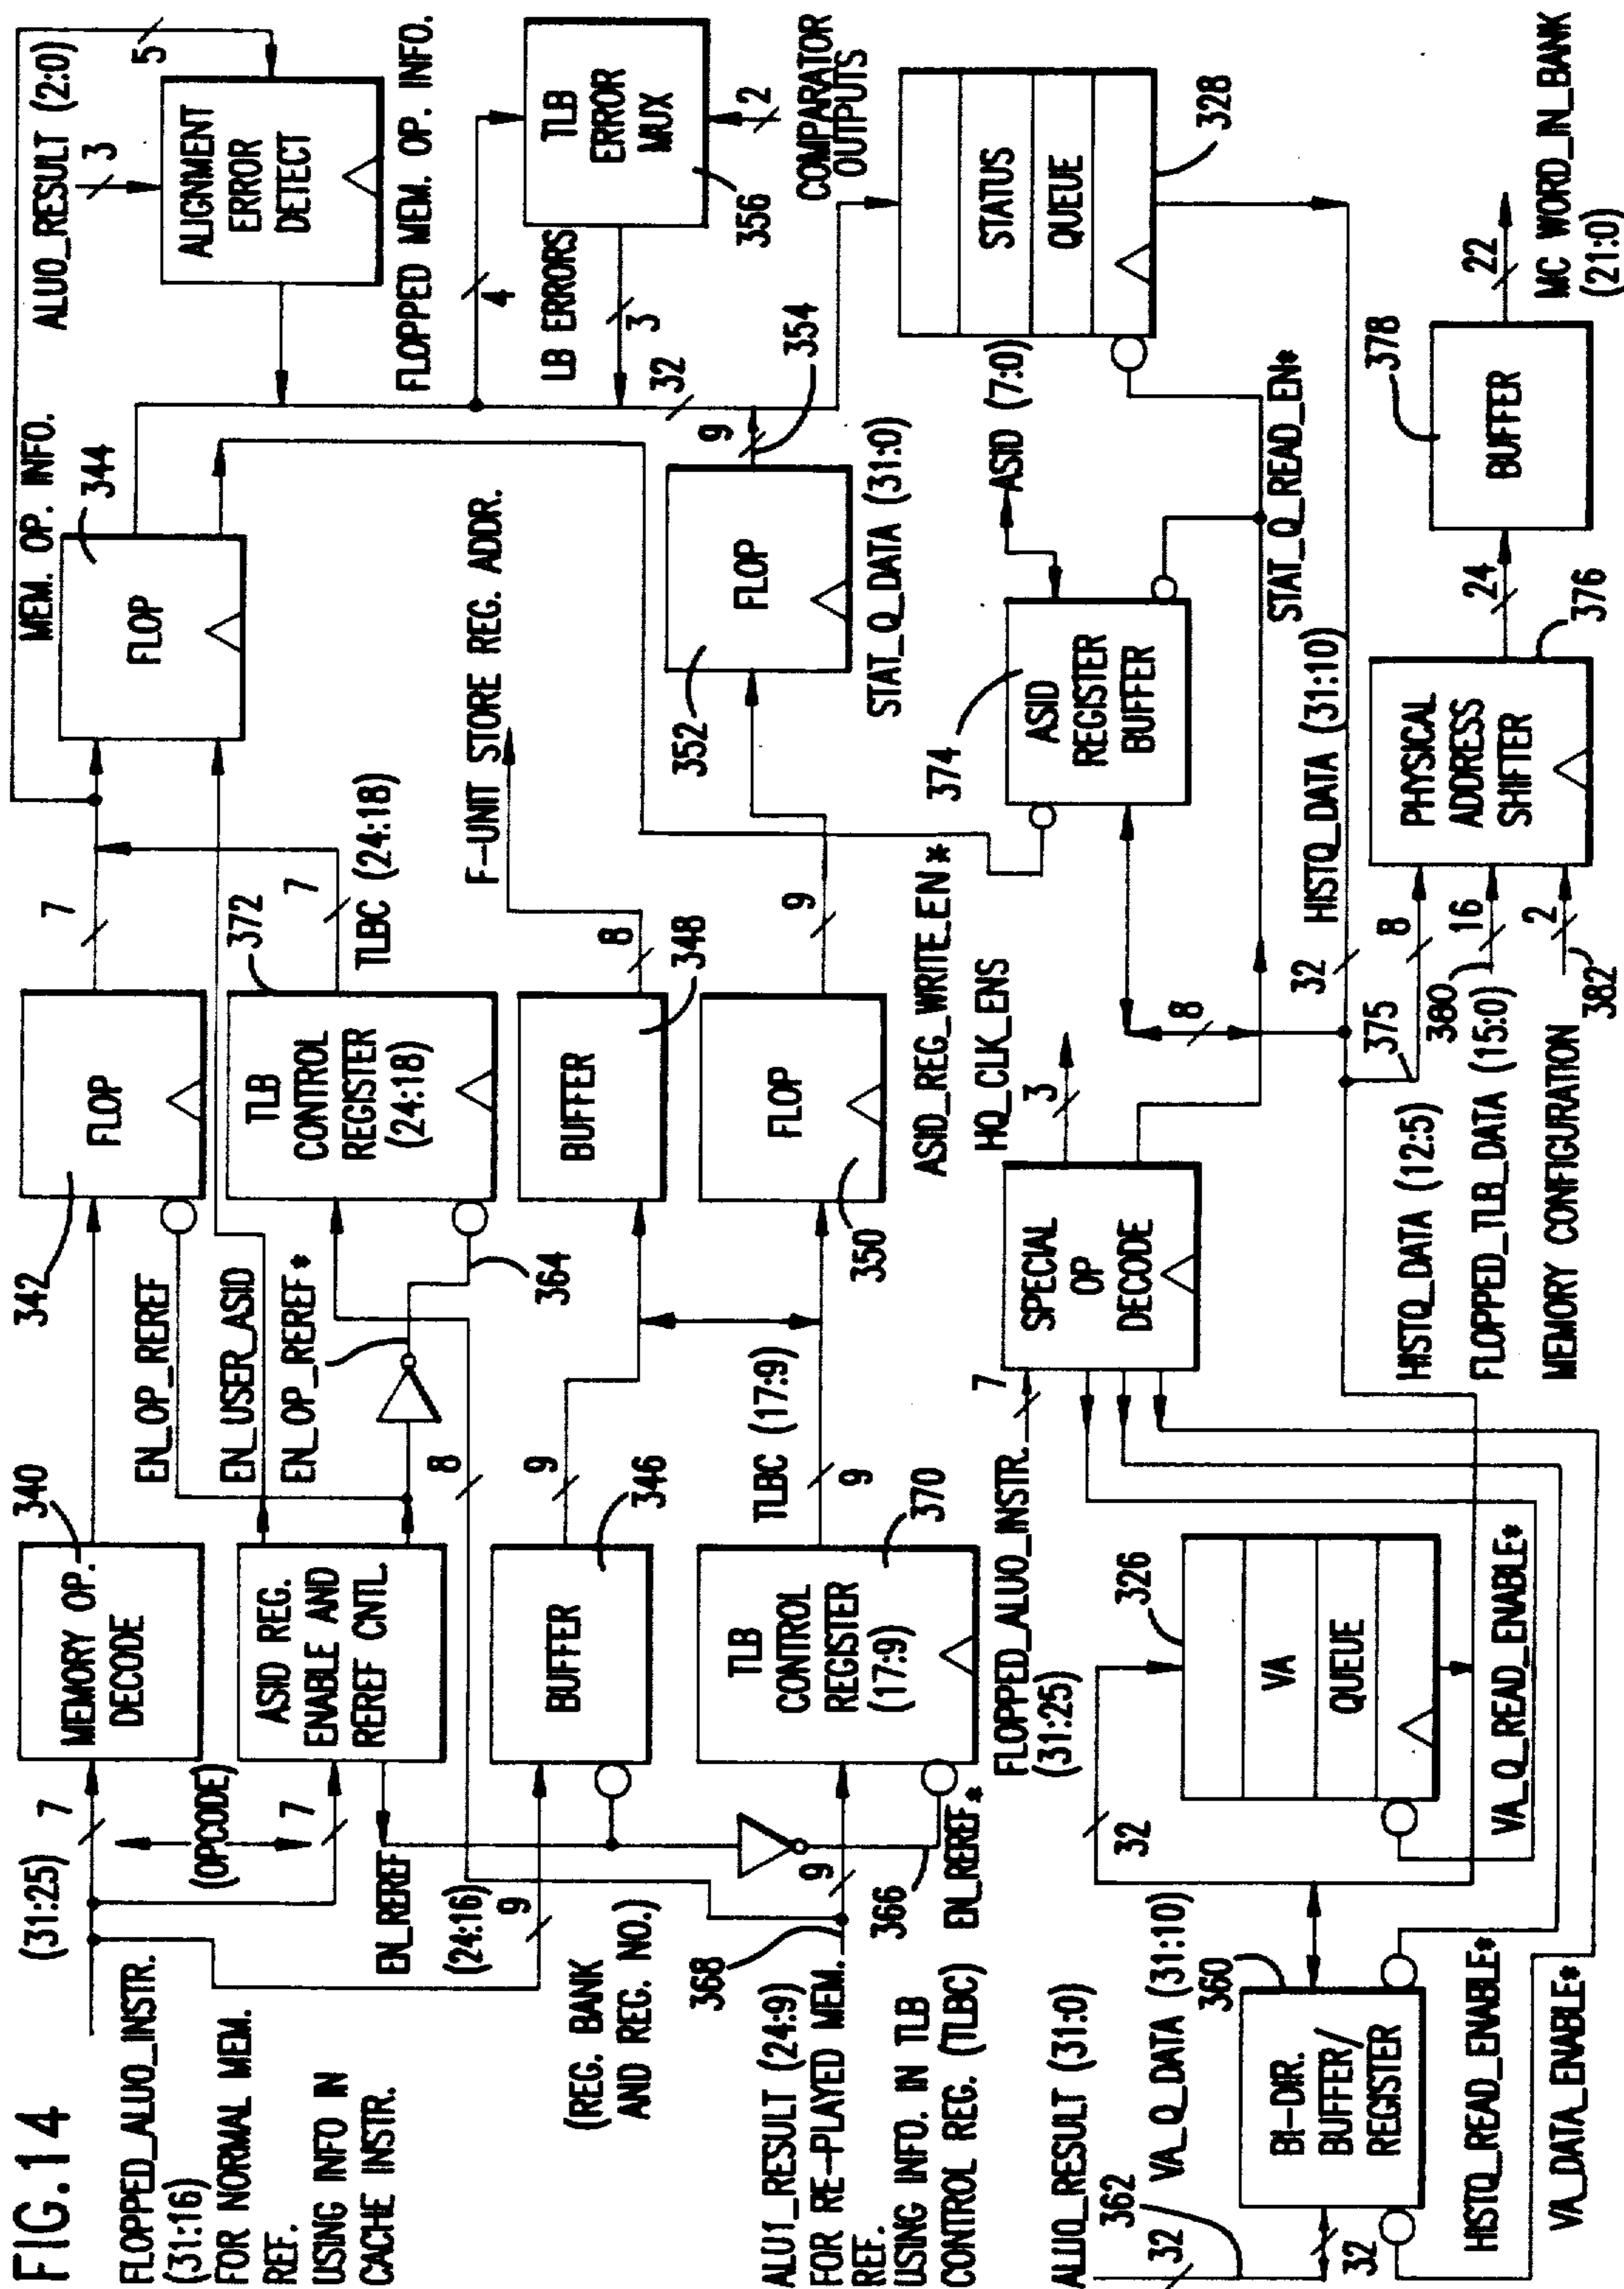 FIG.14
FLOPPED_ALU0_INSTR.
(31:16)
FOR NORMAL MEM.
REF.
USING INFO IN
CACHE INSTR.
(31:25)
7
(OPCODE)
7
340
MEMORY OP.
DECODE
ASID REG.
ENABLE AND
REREF CNTL.
EN_REREF
(24:16)
9
(REG. BANK
AND REG. NO.)
EN_OP_REREF
EN_USER_ASID
EN_OP_REREF*
8
342
FLOP
7
364
TLB
CONTROL
REGISTER
(24:18)
372
7
TLBC (24:18)
MEM. OP. INFO.
344
FLOP
ALU0_RESULT (2:0)
3
5
ALIGNMENT
ERROR
DETECT
FLOPPED MEM. OP. INFO.
4
LB ERRORS
3
32
TLB
ERROR
MUX
356
2
COMPARATOR
OUTPUTS
BUFFER
346
9
BUFFER
348
8
F-UNIT STORE REG. ADDR.
ALU1_RESULT (24:9)
FOR RE-PLAYED MEM.
REF.
USING INFO. IN TLB
CONTROL REG. (TLBC)
368
9
366
EN_REREF*
TLB
CONTROL
REGISTER
(17:9)
370
TLBC (17:9)
9
FLOP
350
9
352
FLOP
9
354
STAT_Q_DATA (31:0)
STATUS
QUEUE
328
FLOPPED_ALU0_INSTR.
(31:25)
7
SPECIAL
OP
DECODE
3
HQ_CLK_ENS
ASID_REG_WRITE_EN*
374
ASID
REGISTER
BUFFER
ASID (7:0)
STAT_Q_READ_EN*
8
32
HISTQ_DATA (31:10)
ALU0_RESULT (31:0)
362
32
32
VA_Q_DATA (31:10)
360
BI-DIR.
BUFFER/
REGISTER
HISTQ_READ_ENABLE*
VA_DATA_ENABLE*
32
326
VA
QUEUE
VA_Q_READ_ENABLE*
HISTQ_DATA (12:5)
375
8
FLOPPED_TLB_DATA (15:0)
380
16
MEMORY CONFIGURATION
382
2
PHYSICAL
ADDRESS
SHIFTER
376
24
BUFFER
378
22
MC WORD_IN_BANK
(21:0)